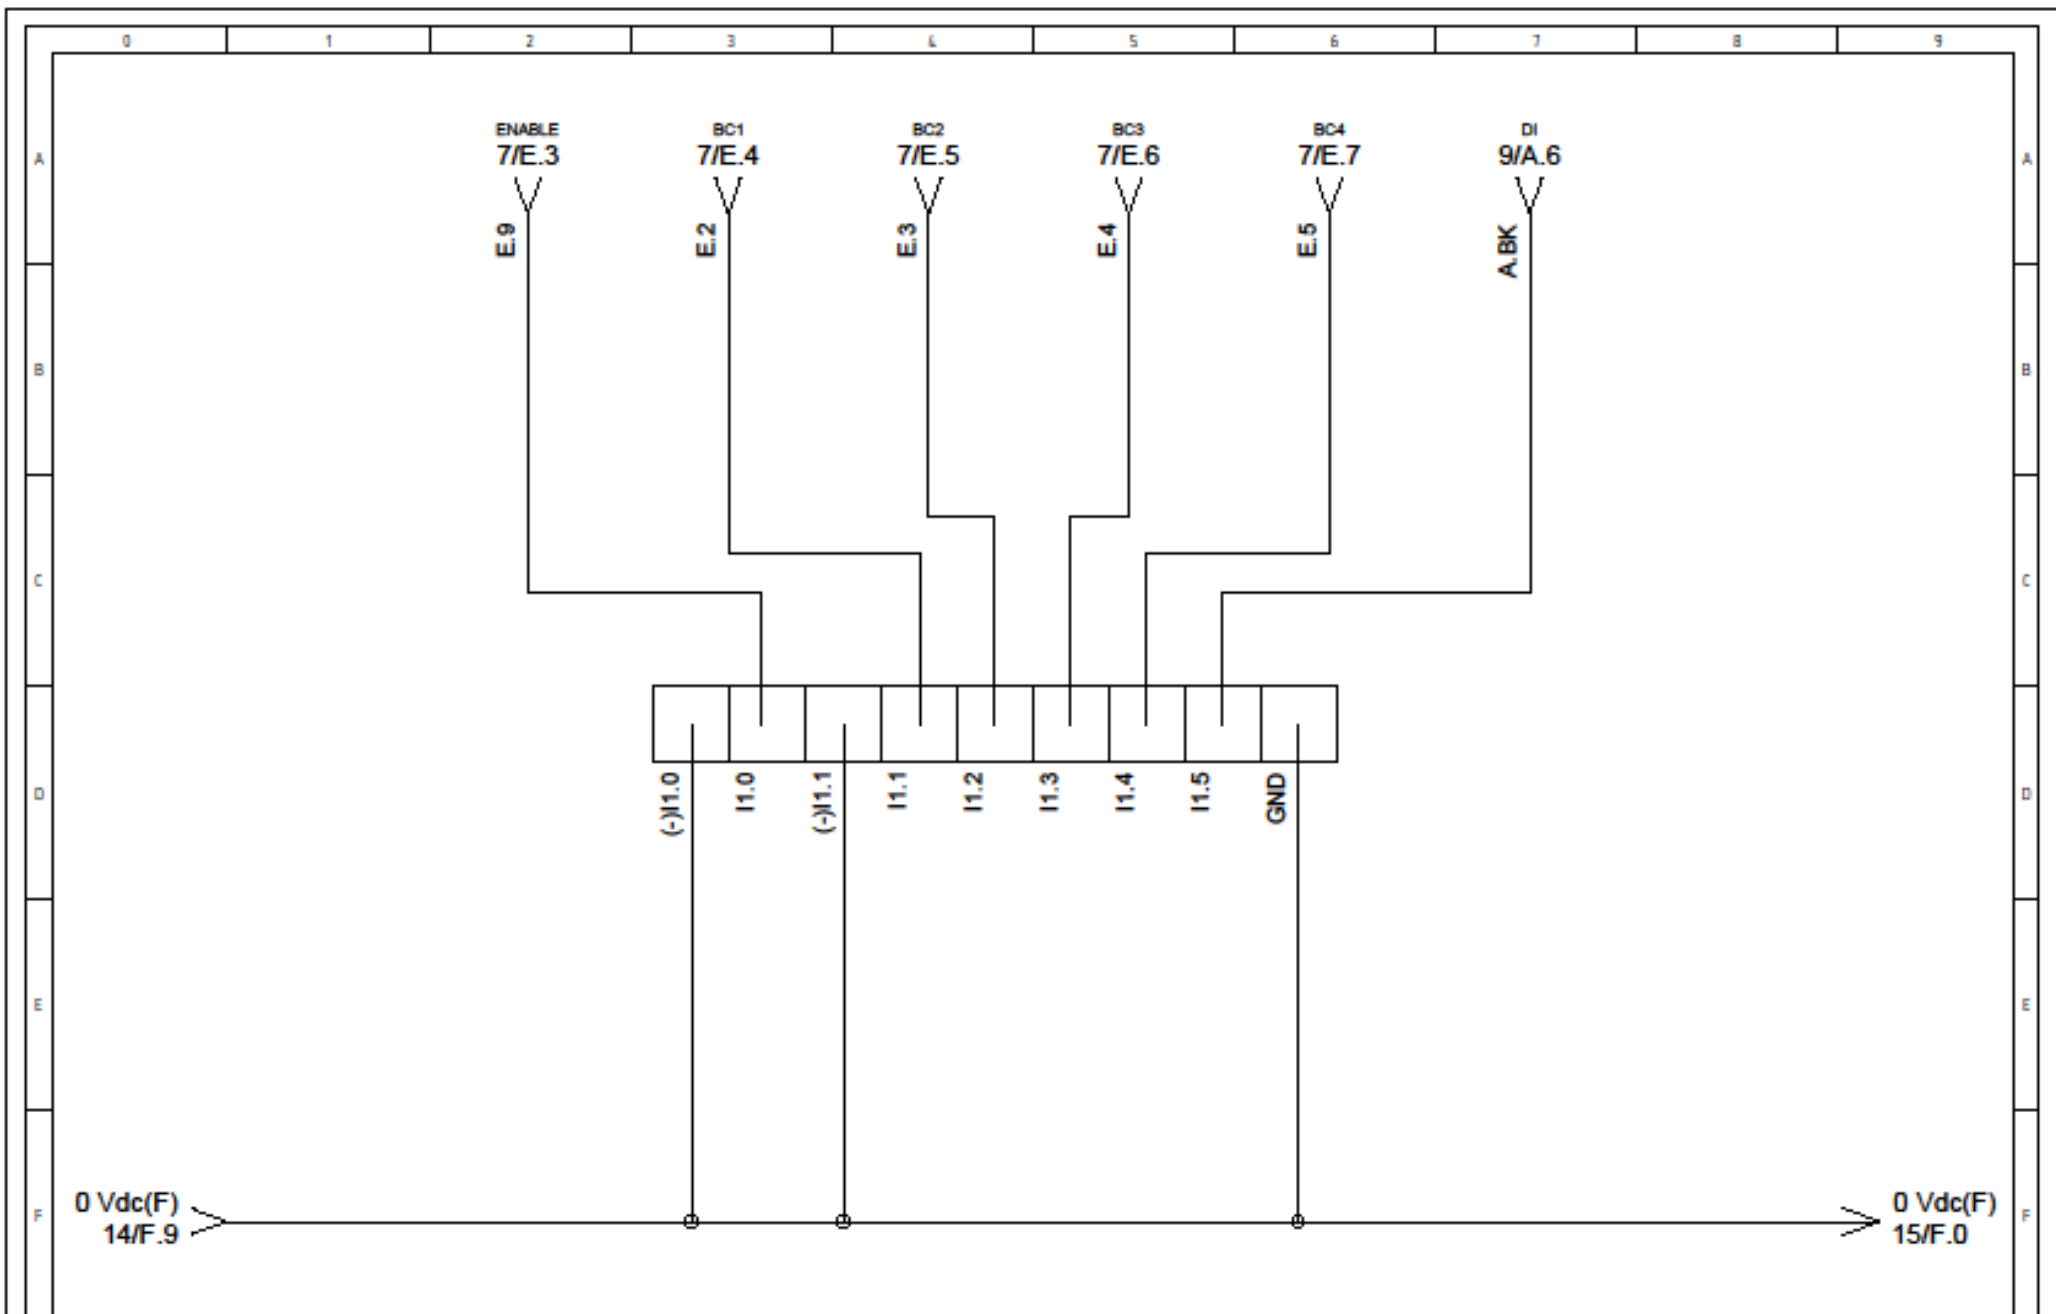 0 1 2 3 4 5 6 7 8 9
ENABLE BC1 BC2 BC3 BC4 DI
A 7/E.3 7/E.4 7/E.5 7/E.6 7/E.7 9/A.6 A
E.9 E.2 E.3 E.4 E.5 A.BK
B B
C C
(-)I1.0 I1.0 (-)I1.1 I1.1 I1.2 I1.3 I1.4 I1.5 GND
D D
E E
0 Vdc(F) 0 Vdc(F)
F F
14/F.9 15/F.0